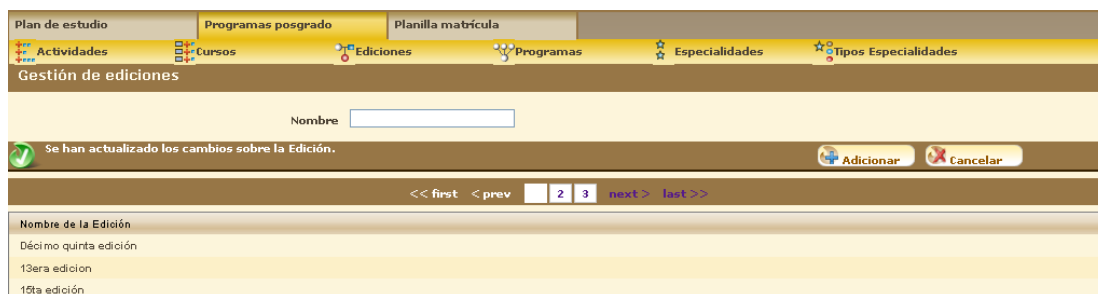 Plan de estudio Programas posgrado Planilla matrícula
Actividades Cursos Ediciones Programas Especialidades Tipos Especialidades
Gestión de ediciones
Nombre
Se han actualizado los cambios sobre la Edición. Adicionar Cancelar
<< first < prev 2 3 next > last >>
Nombre de la Edición
Décimo quinta edición
13era edicion
15ta edición